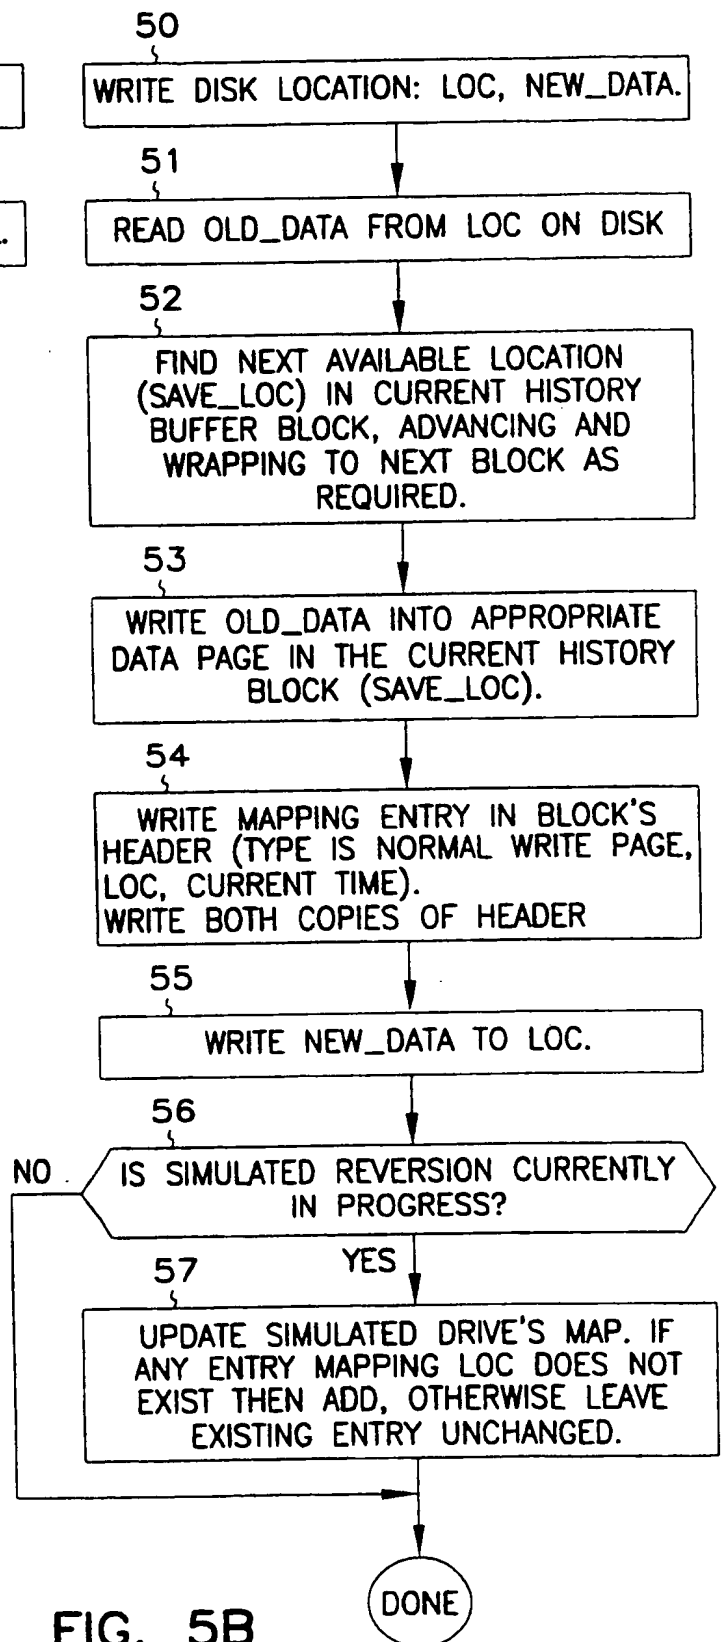 50
WRITE DISK LOCATION: LOC, NEW_DATA.
51
READ OLD_DATA FROM LOC ON DISK
52
FIND NEXT AVAILABLE LOCATION
(SAVE_LOC) IN CURRENT HISTORY
BUFFER BLOCK, ADVANCING AND
WRAPPING TO NEXT BLOCK AS
REQUIRED.
53
WRITE OLD_DATA INTO APPROPRIATE
DATA PAGE IN THE CURRENT HISTORY
BLOCK (SAVE_LOC).
54
WRITE MAPPING ENTRY IN BLOCK'S
HEADER (TYPE IS NORMAL WRITE PAGE,
LOC, CURRENT TIME).
WRITE BOTH COPIES OF HEADER
55
WRITE NEW_DATA TO LOC.
56
NO
IS SIMULATED REVERSION CURRENTLY
IN PROGRESS?
YES
57
UPDATE SIMULATED DRIVE'S MAP. IF
ANY ENTRY MAPPING LOC DOES NOT
EXIST THEN ADD, OTHERWISE LEAVE
EXISTING ENTRY UNCHANGED.
DONE
FIG. 5B